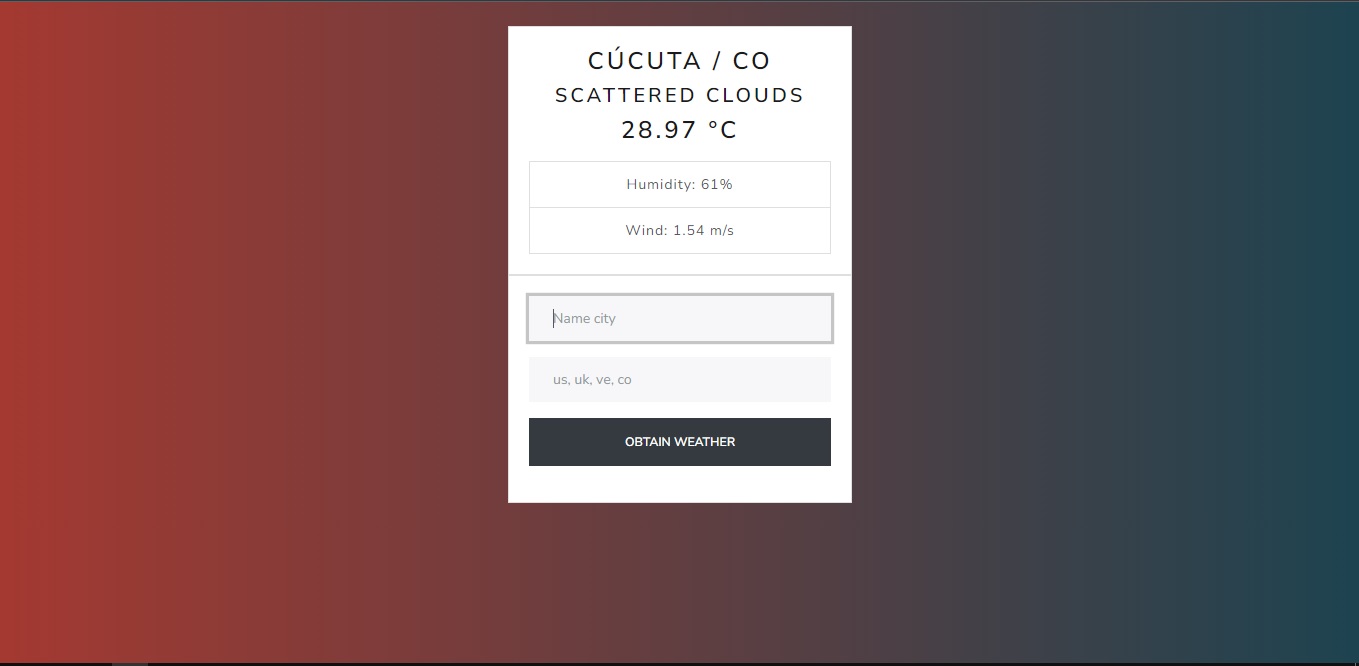 CÚCUTA / CO
SCATTERED CLOUDS
28.97 °C
Humidity: 61%
Wind: 1.54 m/s
Name city
us, uk, ve, co
OBTAIN WEATHER